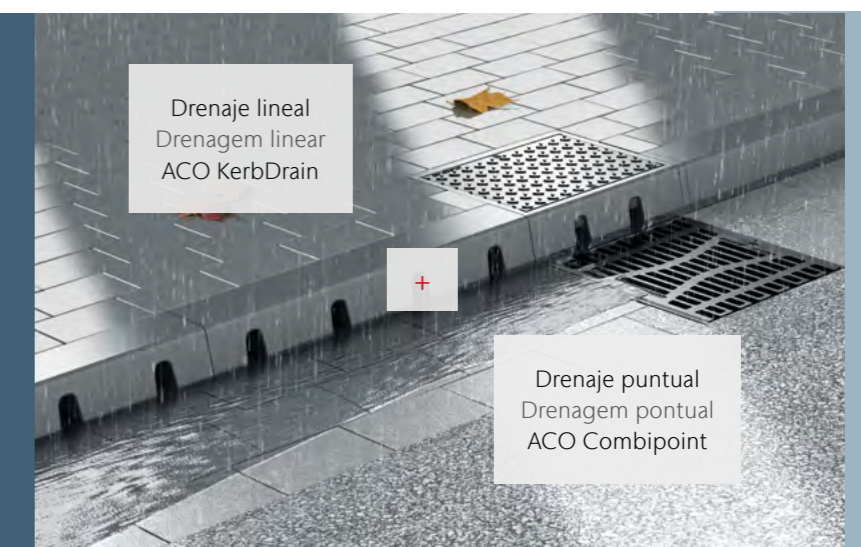 Drenaje lineal
Drenagem linear
ACO KerbDrain
+
Drenaje puntual
Drenagem pontual
ACO Combipoint